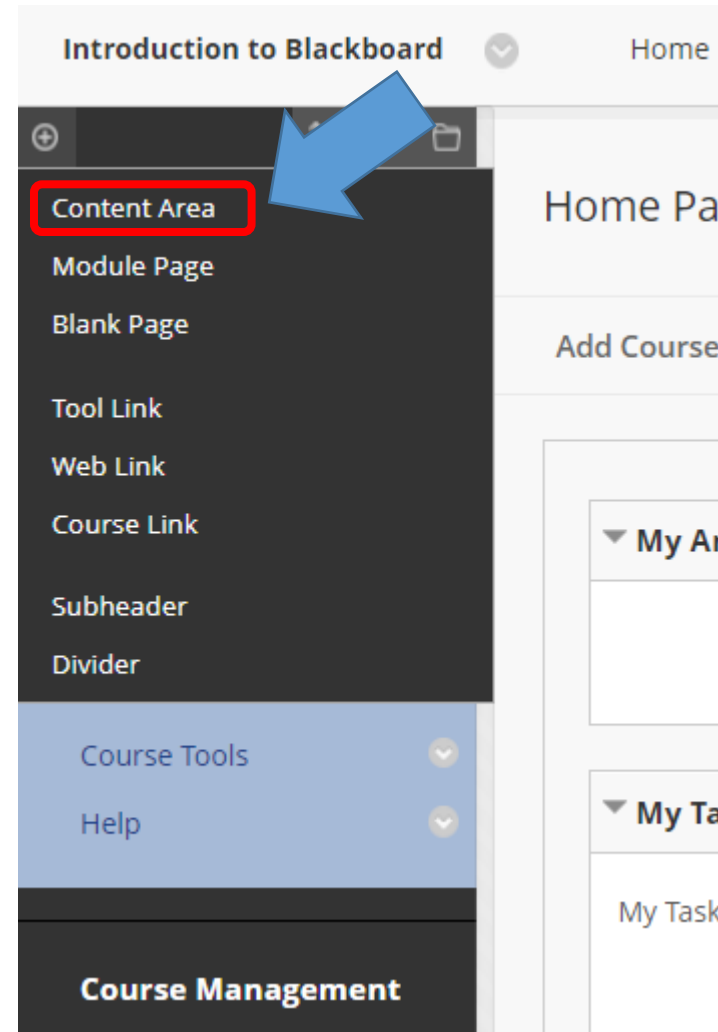 Introduction to Blackboard Home
Content Area
Module Page
Blank Page
Tool Link
Web Link
Course Link
Subheader
Divider
Course Tools
Help
Course Management
Home Pa
Add Course
My A
My Ta
My Task